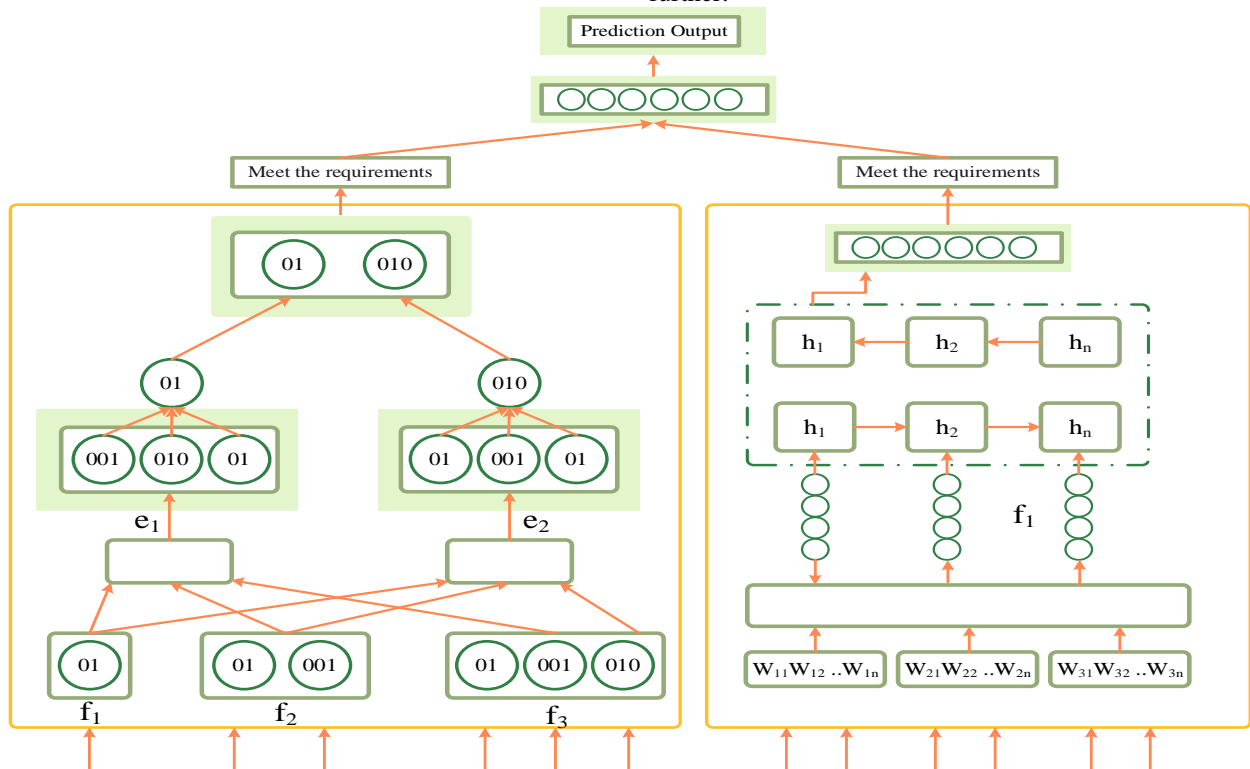 further.
Prediction Output
Meet the requirements
Meet the requirements
01 010
01
010
001 010 01
01 001 01
e1
e2
01
01 001
01 001 010
f1
f2
f3
h1 h2 hn
h1 h2 hn
f1
W11W12 ..W1n
W21W22 ..W2n
W31W32 ..W3n